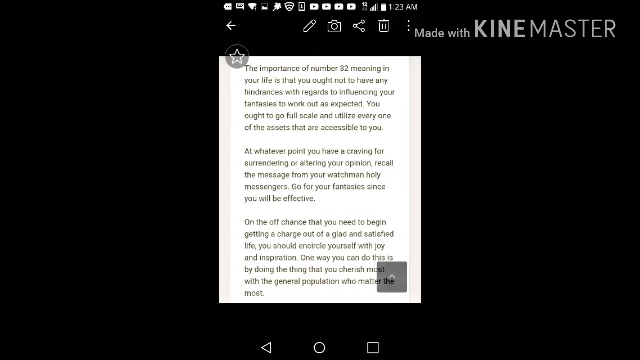 1:23 AM
Made with KINEMASTER
The importance of number 32 meaning in
your life is that you ought not to have any
hindrances with regards to influencing your
fantasies to work out as expected. You
ought to go full scale and utilize every one
of the assets that are accessible to you.
At whatever point you have a craving for
surrendering or altering your opinion, recall
the message from your watchman holy
messengers. Go for your fantasies since
you will be effective.
On the off chance that you need to begin
getting a charge out of a glad and satisfied
life, you should encircle yourself with joy
and inspiration. One way you can do this is
by doing the thing that you cherish most
with the general population who matter the
most.